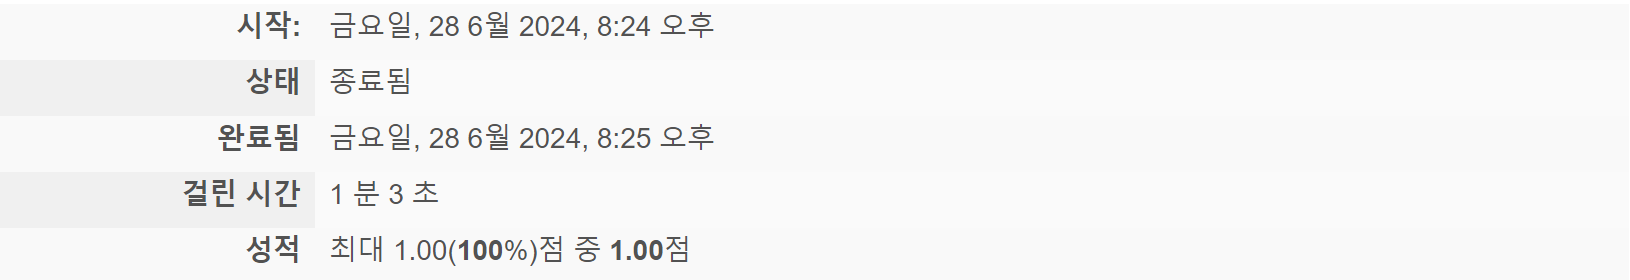 시작: 금요일, 28 6월 2024, 8:24 오후
상태 종료됨
완료됨 금요일, 28 6월 2024, 8:25 오후
걸린 시간 1 분 3 초
성적 최대 1.00(100%)점 중 1.00점